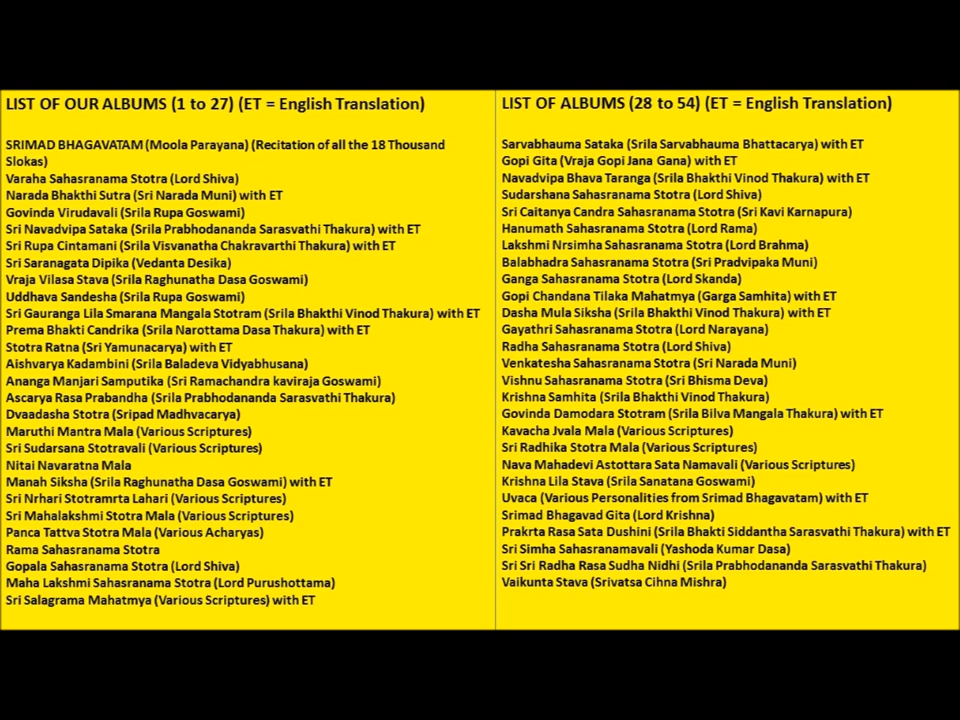 LIST OF OUR ALBUMS (1 to 27) (ET = English Translation)
SRIMAD BHAGAVATAM (Moola Parayana) (Recitation of all the 18 Thousand
Slokas)
Varaha Sahasranama Stotra (Lord Shiva)
Narada Bhakthi Sutra (Sri Narada Muni) with ET
Govinda Virudavali (Srila Rupa Goswami)
Sri Navadvipa Sataka (Srila Prabhodananda Sarasvathi Thakura) with ET
Sri Rupa Cintamani (Srila Visvanatha Chakravarthi Thakura) with ET
Sri Saranagata Dipika (Vedanta Desika)
Vraja Vilasa Stava (Srila Raghunatha Dasa Goswami)
Uddhava Sandesha (Srila Rupa Goswami)
Sri Gauranga Lila Smarana Mangala Stotram (Srila Bhakthi Vinod Thakura) with ET
Prema Bhakti Candrika (Srila Narottama Dasa Thakura) with ET
Stotra Ratna (Sri Yamunacarya) with ET
Aishvarya Kadambini (Srila Baladeva Vidyabhusana)
Ananga Manjari Samputika (Sri Ramachandra kaviraja Goswami)
Ascarya Rasa Prabandha (Srila Prabhodananda Sarasvathi Thakura)
Dvaadasha Stotra (Sripad Madhvacarya)
Maruthi Mantra Mala (Various Scriptures)
Sri Sudarsana Stotravali (Various Scriptures)
Nitai Navaratna Mala
Manah Siksha (Srila Raghunatha Dasa Goswami) with ET
Sri Nrhari Stotramrta Lahari (Various Scriptures)
Sri Mahalakshmi Stotra Mala (Various Scriptures)
Panca Tattva Stotra Mala (Various Acharyas)
Rama Sahasranama Stotra
Gopala Sahasranama Stotra (Lord Shiva)
Maha Lakshmi Sahasranama Stotra (Lord Purushottama)
Sri Salagrama Mahatmya (Various Scriptures) with ET
LIST OF ALBUMS (28 to 54) (ET = English Translation)
Sarvabhauma Sataka (Srila Sarvabhauma Bhattacarya) with ET
Gopi Gita (Vraja Gopi Jana Gana) with ET
Navadvipa Bhava Taranga (Srila Bhakthi Vinod Thakura) with ET
Sudarshana Sahasranama Stotra (Lord Shiva)
Sri Caitanya Candra Sahasranama Stotra (Sri Kavi Karnapura)
Hanumath Sahasranama Stotra (Lord Rama)
Lakshmi Nrsimha Sahasranama Stotra (Lord Brahma)
Balabhadra Sahasranama Stotra (Sri Pradvipaka Muni)
Ganga Sahasranama Stotra (Lord Skanda)
Gopi Chandana Tilaka Mahatmya (Garga Samhita) with ET
Dasha Mula Siksha (Srila Bhakthi Vinod Thakura) with ET
Gayathri Sahasranama Stotra (Lord Narayana)
Radha Sahasranama Stotra (Lord Shiva)
Venkatesha Sahasranama Stotra (Sri Narada Muni)
Vishnu Sahasranama Stotra (Sri Bhisma Deva)
Krishna Samhita (Srila Bhakthi Vinod Thakura)
Govinda Damodara Stotram (Srila Bilva Mangala Thakura) with ET
Kavacha Jvala Mala (Various Scriptures)
Sri Radhika Stotra Mala (Various Scriptures)
Nava Mahadevi Astottara Sata Namavali (Various Scriptures)
Krishna Lila Stava (Srila Sanatana Goswami)
Uvaca (Various Personalities from Srimad Bhagavatam) with ET
Srimad Bhagavad Gita (Lord Krishna)
Prakrta Rasa Sata Dushini (Srila Bhakti Siddhanta Sarasvathi Thakura) with ET
Sri Simha Sahasranamavali (Yashoda Kumar Dasa)
Sri Sri Radha Rasa Sudha Nidhi (Srila Prabhodananda Sarasvathi Thakura)
Vaikunta Stava (Srivatsa Cihna Mishra)